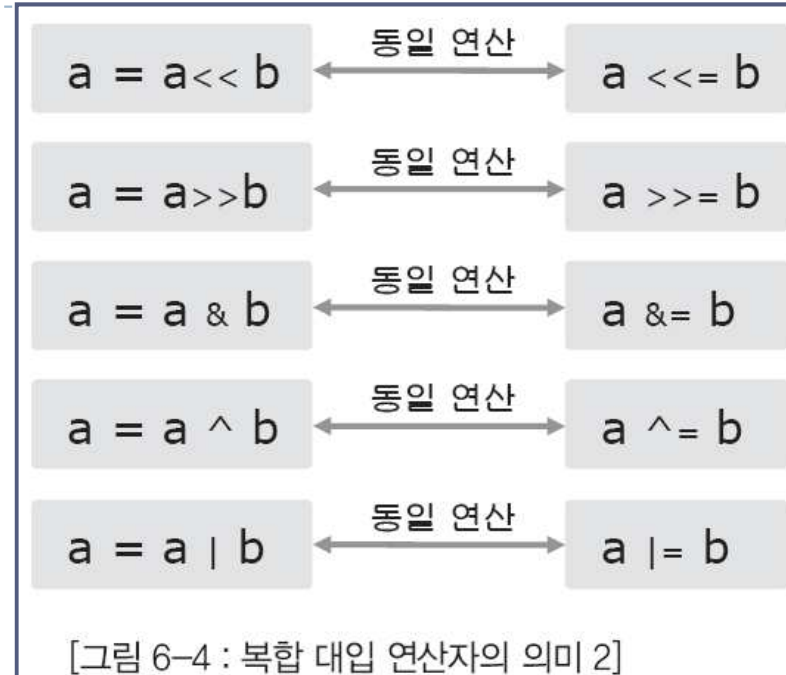 동일 연산
a = a<< b a <<= b
동일 연산
a = a>>b a >>= b
동일 연산
a = a & b a &= b
동일 연산
a = a ^ b a ^= b
동일 연산
a = a | b a |= b
[그림 6-4 : 복합 대입 연산자의 의미 2]